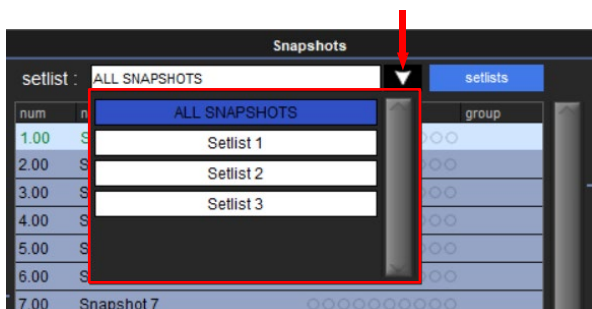 Snapshots
setlist : ALL SNAPSHOTS setlists
num group
ALL SNAPSHOTS
1.00
Setlist 1
2.00
Setlist 2
3.00
Setlist 3
4.00
5.00
6.00
7.00 Snapshot 7